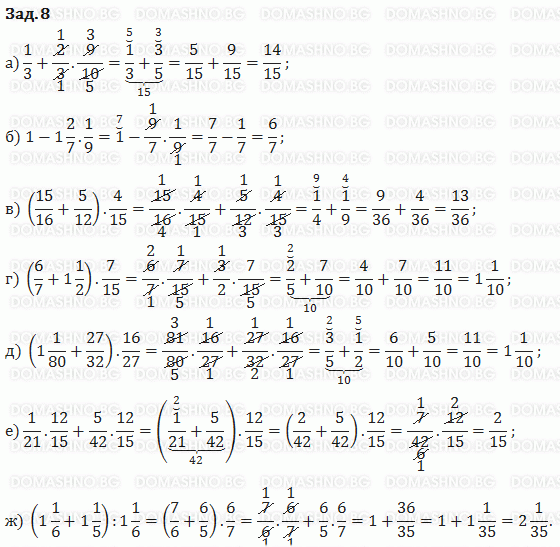 Зад.8
а) 1/3 + 2/3 . 9/10 = 1/3 + 3/5 = 5/15 + 9/15 = 14/15 ;
б) 1 − 1 2/7 . 1/9 = 1 − 9/7 . 1/9 = 7/7 − 1/7 = 6/7 ;
в) (15/16 + 5/12) . 4/15 = 15/16 . 4/15 + 5/12 . 4/15 = 1/4 + 1/9 = 9/36 + 4/36 = 13/36 ;
г) (6/7 + 1 1/2) . 7/15 = 6/7 . 7/15 + 3/2 . 7/15 = 2/5 + 7/10 = 4/10 + 7/10 = 11/10 = 1 1/10 ;
д) (1 1/80 + 27/32) . 16/27 = 81/80 . 16/27 + 27/32 . 16/27 = 3/5 + 1/2 = 6/10 + 5/10 = 11/10 = 1 1/10 ;
е) 1/21 . 12/15 + 5/42 . 12/15 = (1/21 + 5/42) . 12/15 = (2/42 + 5/42) . 12/15 = 7/42 . 12/15 = 2/15 ;
ж) (1 1/6 + 1 1/5) : 1 1/6 = (7/6 + 6/5) . 6/7 = 7/6 . 6/7 + 6/5 . 6/7 = 1 + 36/35 = 1 + 1 1/35 = 2 1/35 .